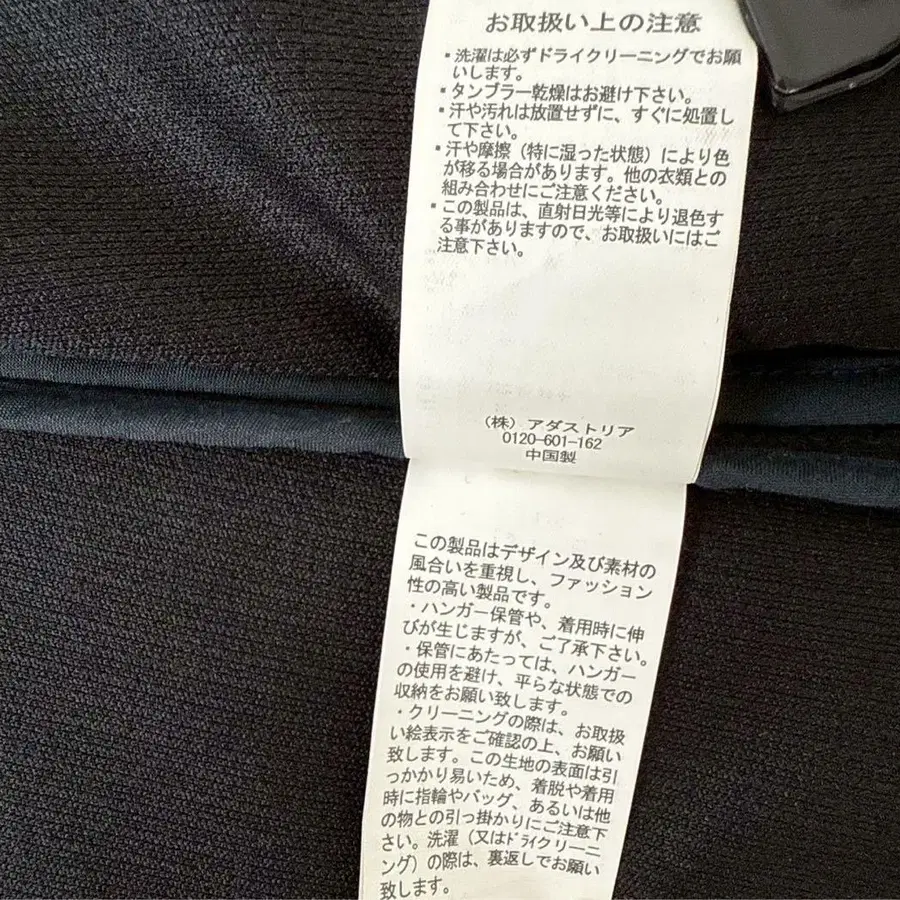 お取扱い上の注意
・洗濯は必ずドライクリーニングでお願
いします。
・タンブラー乾燥はお避け下さい。
・汗や汚れは放置せずに、すぐに処置し
て下さい。
・汗や摩擦（特に湿った状態）により色
が移る場合があります。他の衣類との
組み合わせにご注意ください。
・この製品は、直射日光等により退色す
る事がありますので、お取扱いにはご
注意下さい。
（株）アダストリア
0120-601-162
中国製
この製品はデザイン及び素材の
風合いを重視し、ファッション
性の高い製品です。
・ハンガー保管や、着用時に伸
びが生じますが、ご了承下さい。
・保管にあたっては、ハンガー
の使用を避け、平らな状態での
収納をお願い致します。
・クリーニングの際は、お取扱
い絵表示をご確認の上、お願い
致します。この生地の表面は引
っかかり易いため、着脱や着用
時に指輪やバッグ、あるいは他
の物との引っ掛かりにご注意下
さい。洗濯（又はﾄﾞﾗｲクリーニ
ング）の際は、裏返しでお願い
致します。